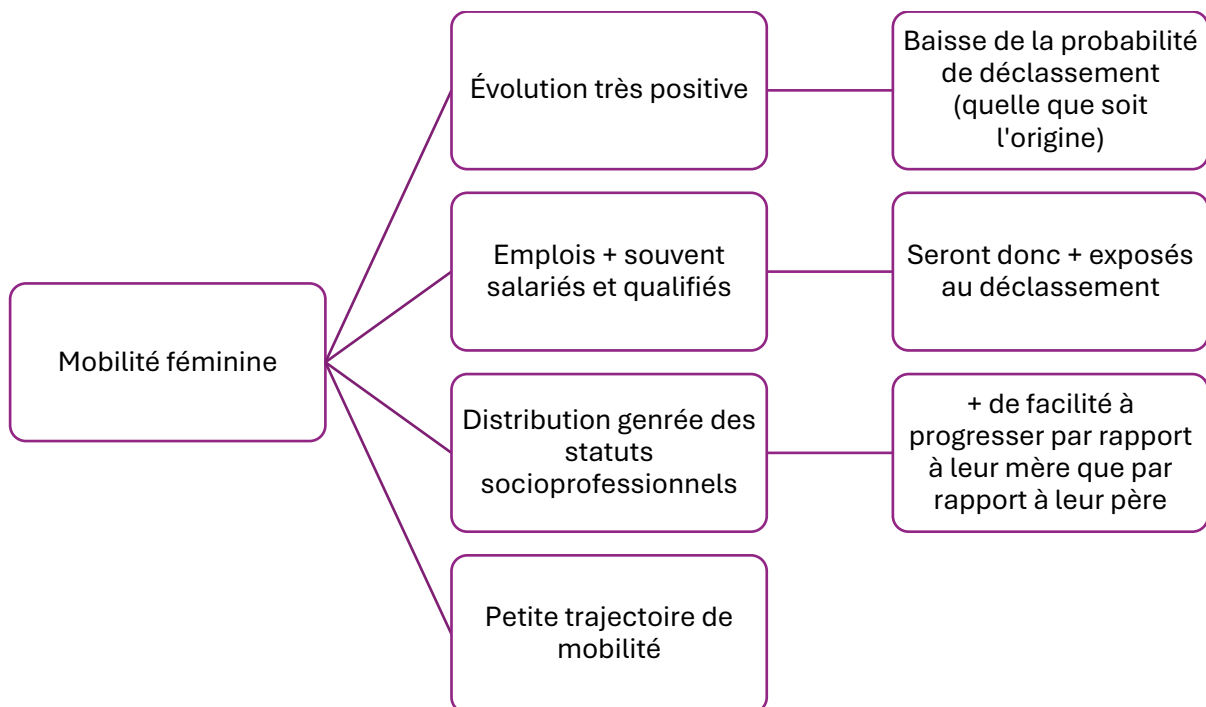 Mobilité féminine
Évolution très positive
Baisse de la probabilité
de déclassement
(quelle que soit
l'origine)
Emplois + souvent
salariés et qualifiés
Seront donc + exposés
au déclassement
Distribution genrée des
statuts
socioprofessionnels
+ de facilité à
progresser par rapport
à leur mère que par
rapport à leur père
Petite trajectoire de
mobilité